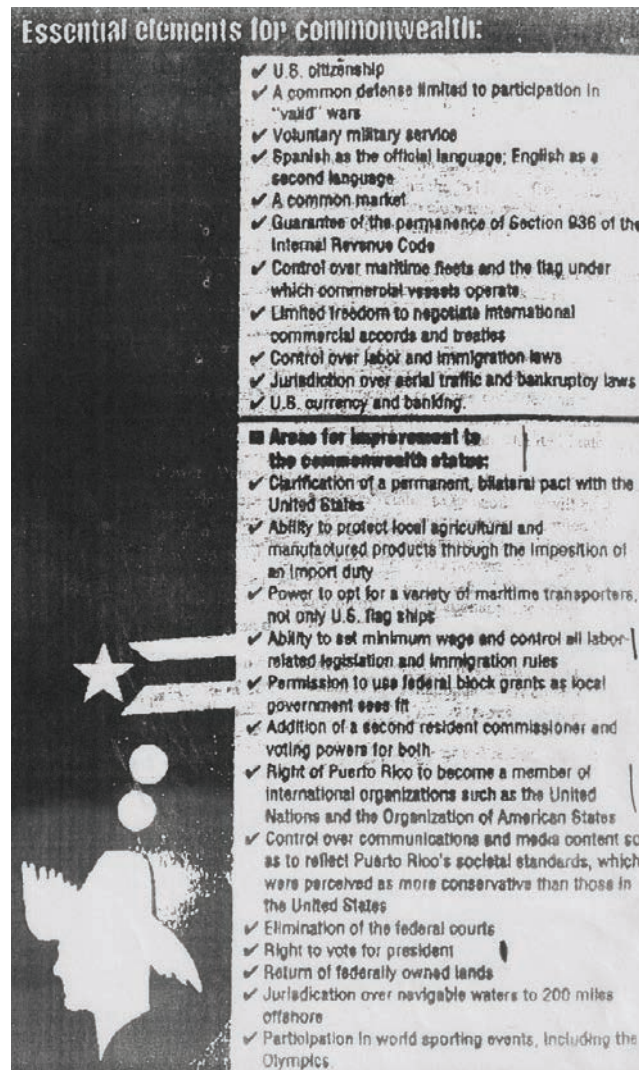 Essential elements for commonwealth:
✔ U.S. citizenship
✔ A common defense limited to participation in
"valid" wars
✔ Voluntary military service
✔ Spanish as the official language; English as a
second language
✔ A common market
✔ Guarantee of the permanence of Section 936 of the
Internal Revenue Code
✔ Control over maritime fleets and the flag under
which commercial vessels operate
✔ Limited freedom to negotiate international
commercial accords and treaties
✔ Control over labor and immigration laws
✔ Jurisdiction over aerial traffic and bankruptcy laws
✔ U.S. currency and banking.
■ Areas for improvement to
the commonwealth status:
✔ Clarification of a permanent, bilateral pact with the
United States
✔ Ability to protect local agricultural and
manufactured products through the imposition of
an import duty
✔ Power to opt for a variety of maritime transporters,
not only U.S. flag ships
✔ Ability to set minimum wage and control all labor-
related legislation and immigration rules
✔ Permission to use federal block grants as local
government sees fit
✔ Addition of a second resident commissioner and
voting powers for both
✔ Right of Puerto Rico to become a member of
international organizations such as the United
Nations and the Organization of American States
✔ Control over communications and media content so
as to reflect Puerto Rico's societal standards, which
were perceived as more conservative than those in
the United States
✔ Elimination of the federal courts
✔ Right to vote for president
✔ Return of federally owned lands
✔ Jurisdication over navigable waters to 200 miles
offshore
✔ Participation in world sporting events, including the
Olympics.